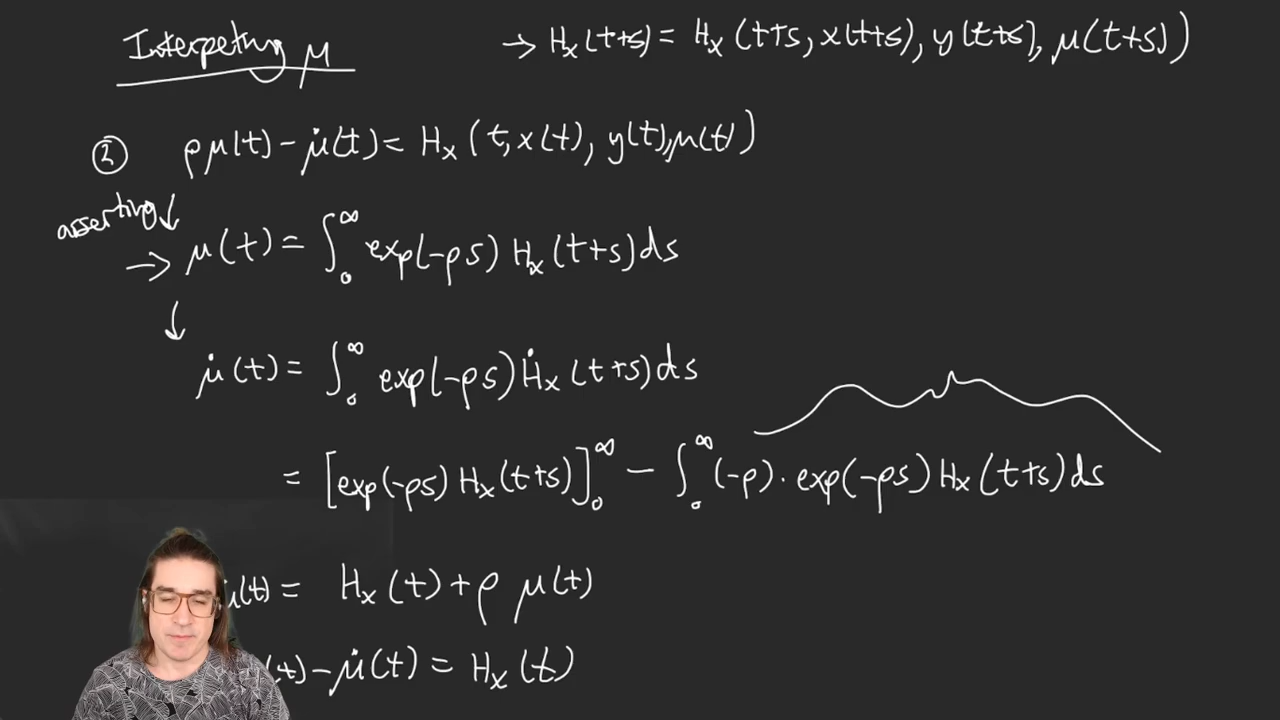 Interpeting μ → Hx(t+s) = Hx(t+s, x(t+s), y(t+s), μ(t+s))
② ρμ(t) - μ̇(t) = Hx(t, x(t), y(t), μ(t))
asserting ↓
→ μ(t) = ∫₀^∞ exp(-ρs) Hx(t+s) ds
↓
μ̇(t) = ∫₀^∞ exp(-ρs) Ḣx(t+s) ds
= [exp(-ρs) Hx(t+s)]₀^∞ - ∫₀^∞ (-ρ) · exp(-ρs) Hx(t+s) ds
μ(t) = Hx(t) + ρ μ(t)
(t) - μ̇(t) = Hx(t)